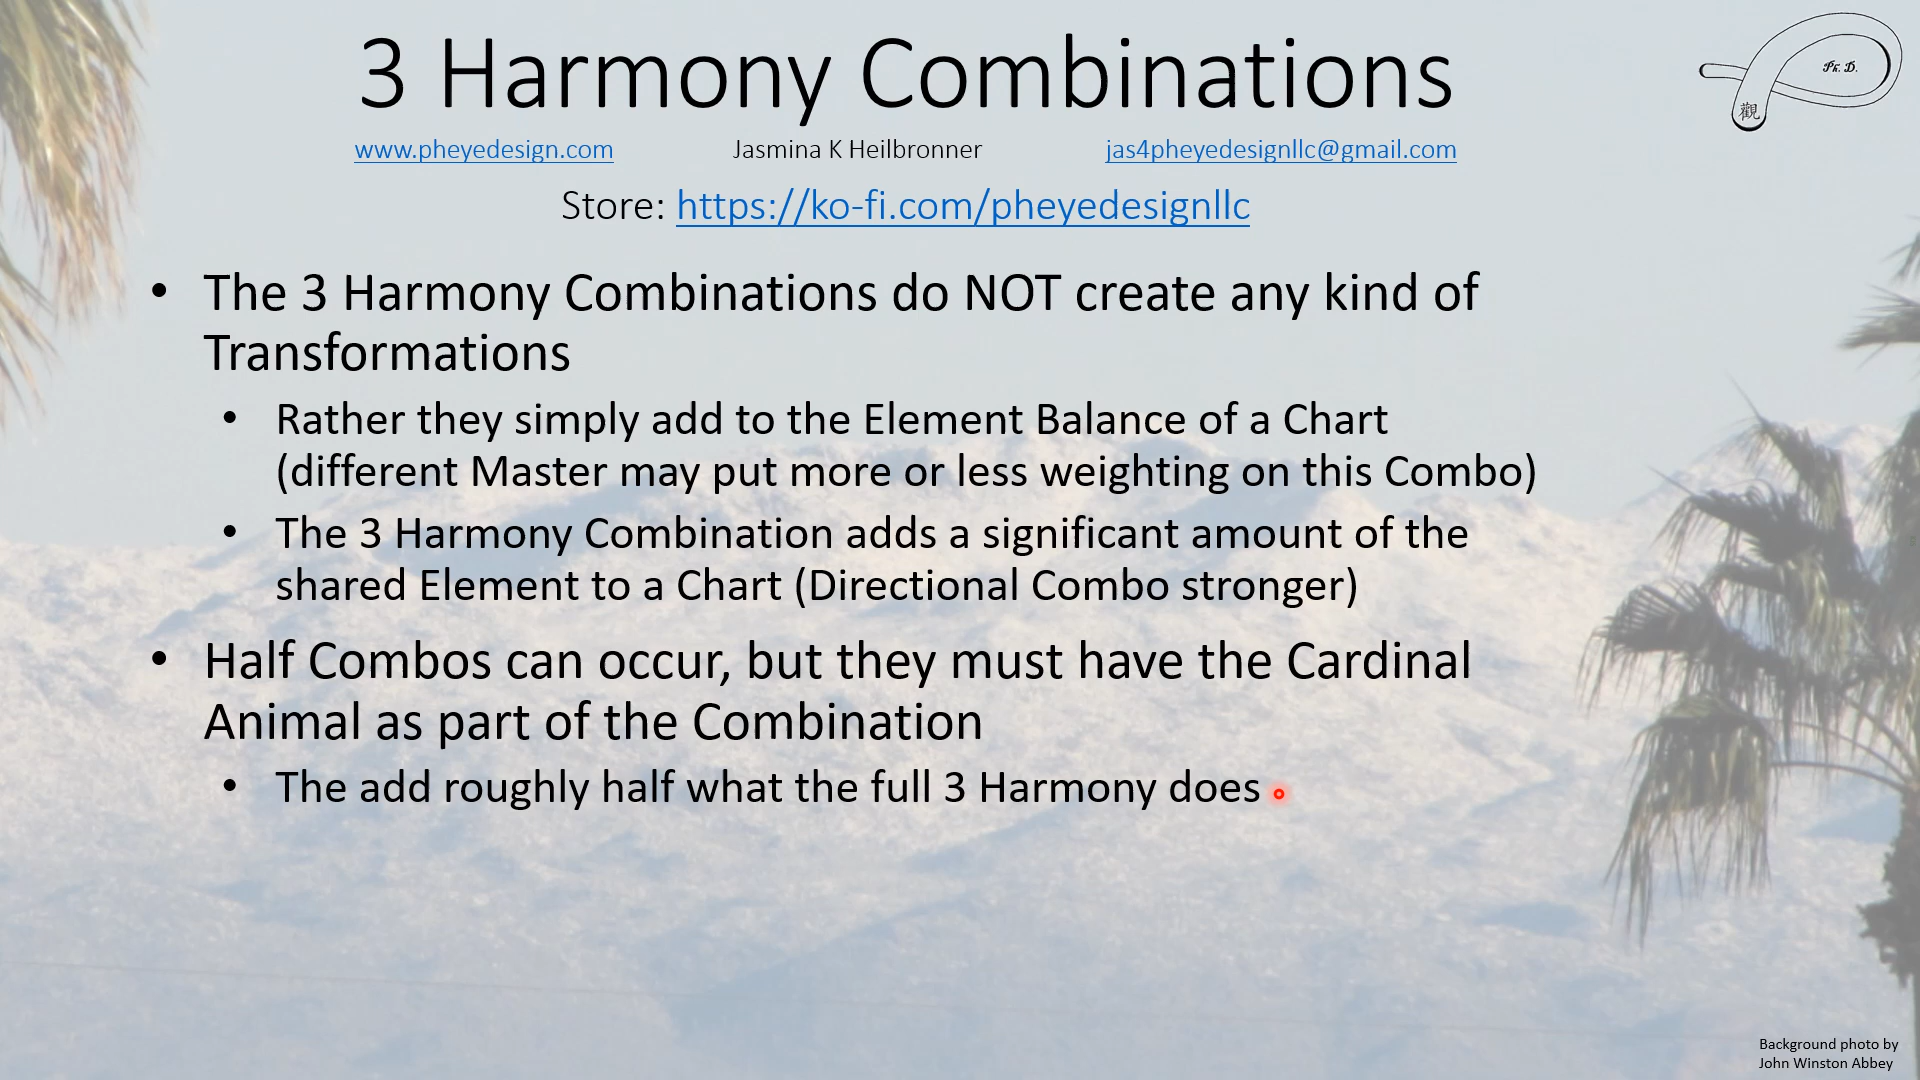 3 Harmony Combinations
www.pheyedesign.com Jasmina K Heilbronner jas4pheyedesignllc@gmail.com
Store: https://ko-fi.com/pheyedesignllc
Ph. D.
觀
• The 3 Harmony Combinations do NOT create any kind of
Transformations
• Rather they simply add to the Element Balance of a Chart
(different Master may put more or less weighting on this Combo)
• The 3 Harmony Combination adds a significant amount of the
shared Element to a Chart (Directional Combo stronger)
• Half Combos can occur, but they must have the Cardinal
Animal as part of the Combination
• The add roughly half what the full 3 Harmony does
Background photo by
John Winston Abbey